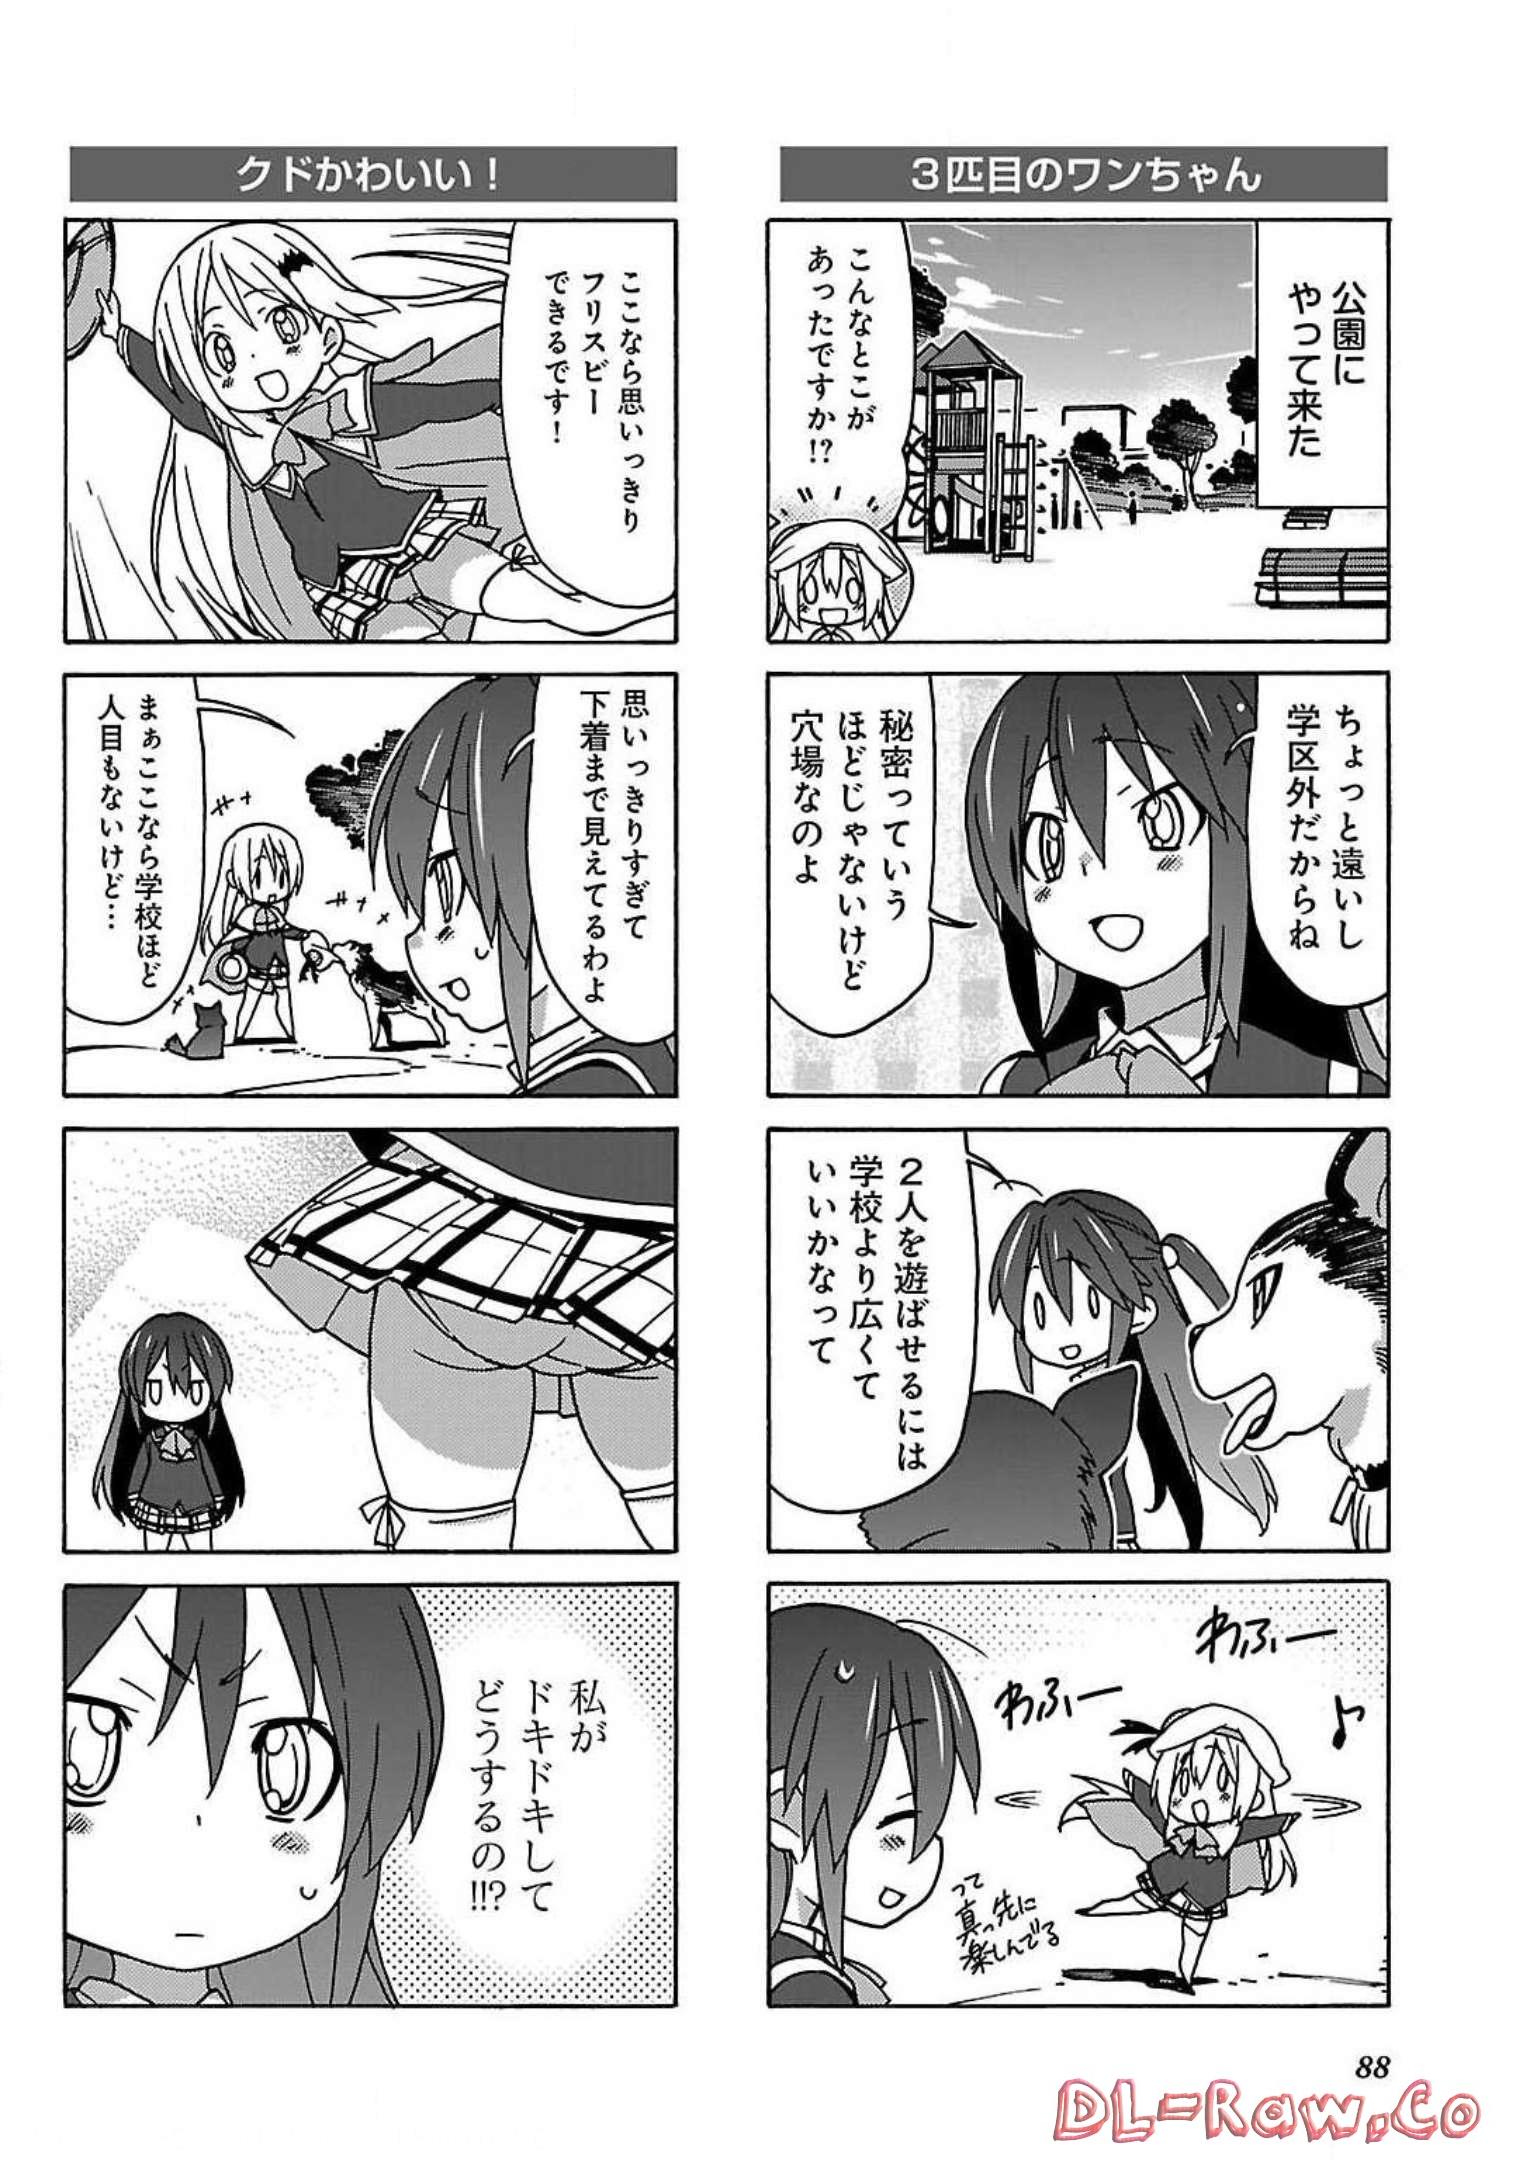 3匹目のワンちゃん
公園に
やって来た
こんなとこが
あったですか!?
ちょっと遠いし
学区外だからね
秘密っていう
ほどじゃないけど
穴場なのよ
2人を遊ばせるには
学校より広くて
いいかなって
わふー
わふー
♪
って
真っ先に
楽しんでる
クドかわいい!
ここなら思いっきり
フリスビー
できるです!
思いっきりすぎて
下着まで見えてるわよ
まぁここなら学校ほど
人目もないけど…
私が
ドキドキして
どうするの!!?
88
DL-Raw.Co